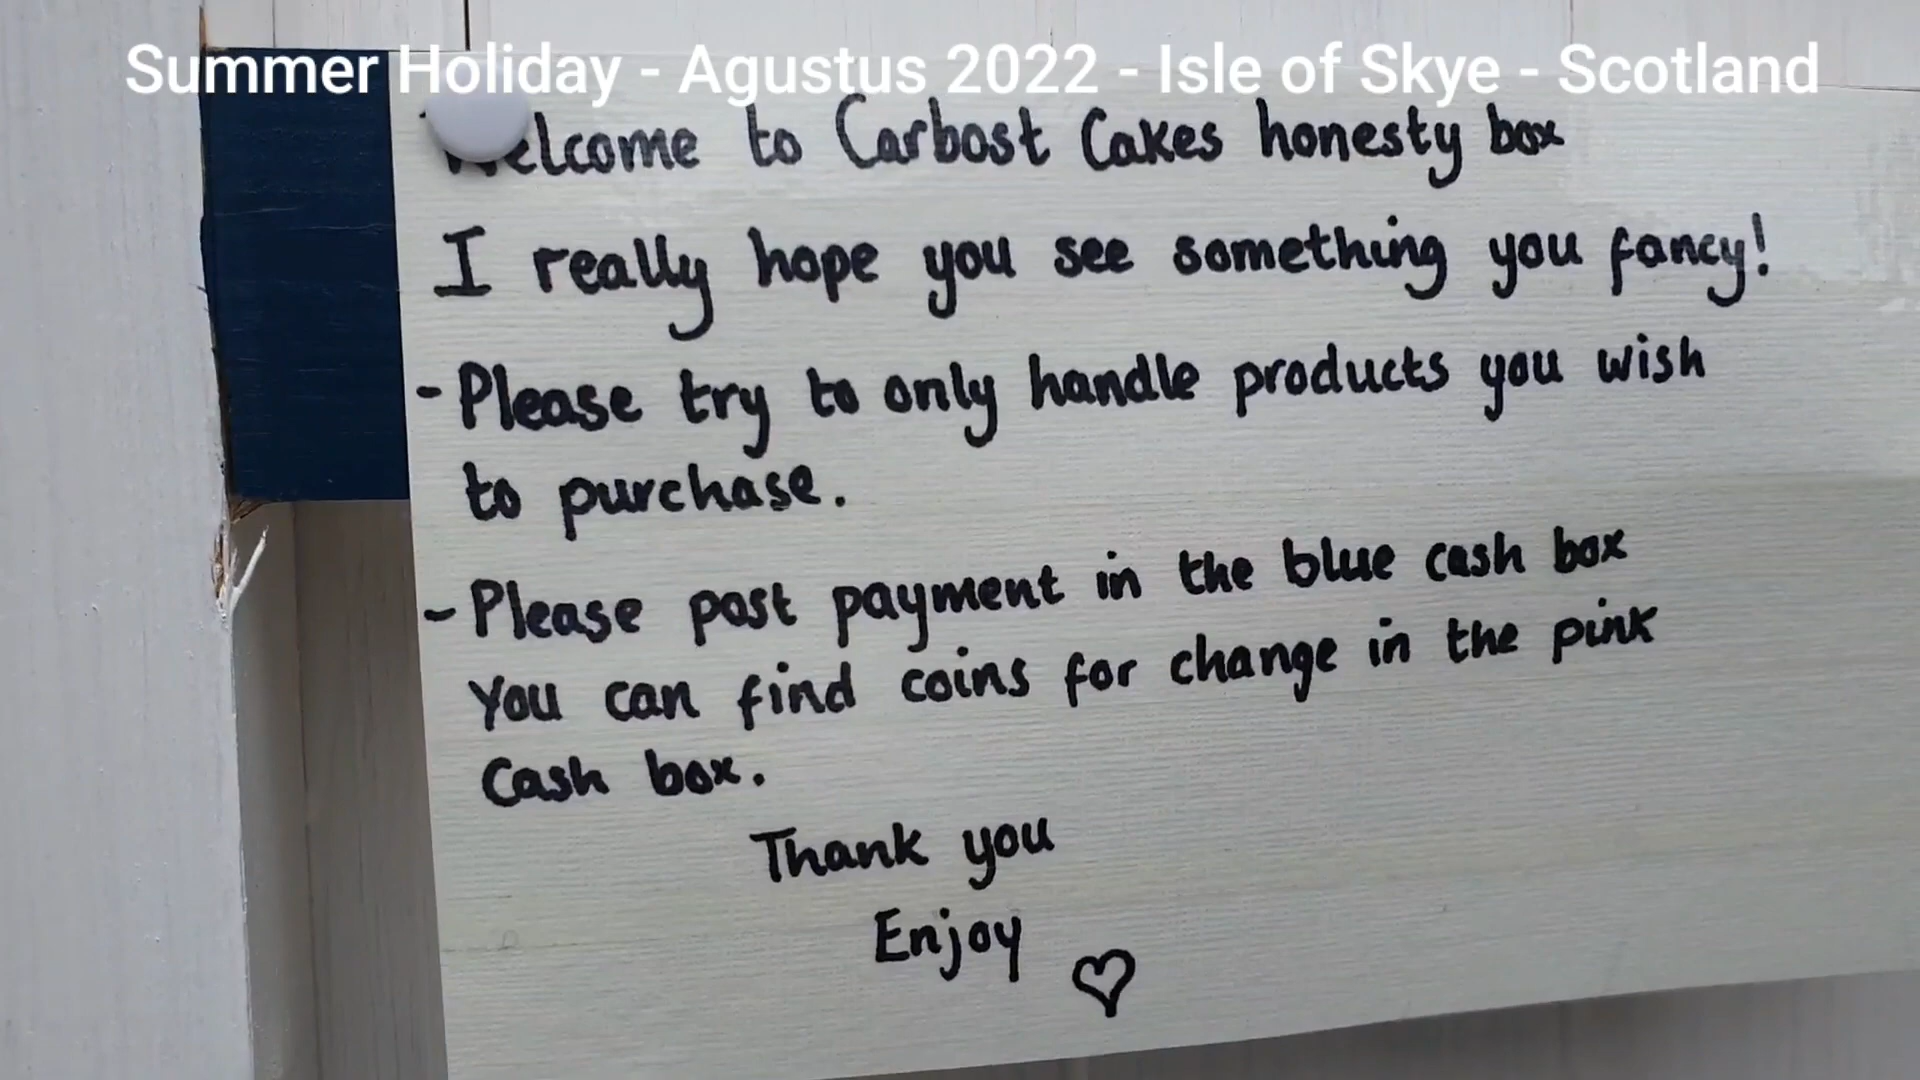 Summer Holiday - Agustus 2022 - Isle of Skye - Scotland
Welcome to Carbost Cakes honesty box
I really hope you see something you fancy!
- Please try to only handle products you wish
to purchase.
- Please post payment in the blue cash box
You can find coins for change in the pink
Cash box.
Thank you
Enjoy ♡